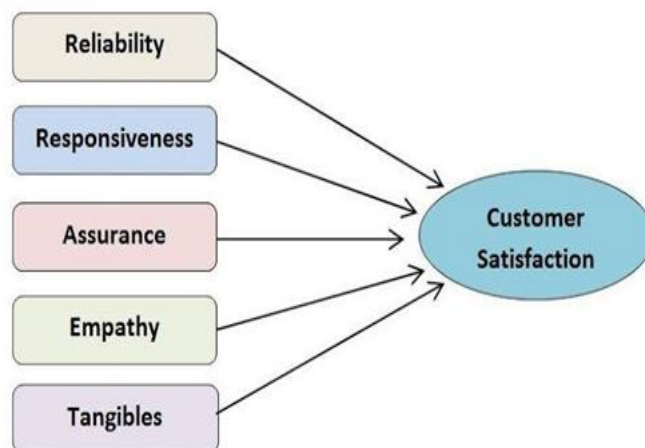 Reliability
Responsiveness
Assurance
Empathy
Tangibles
Customer
Satisfaction